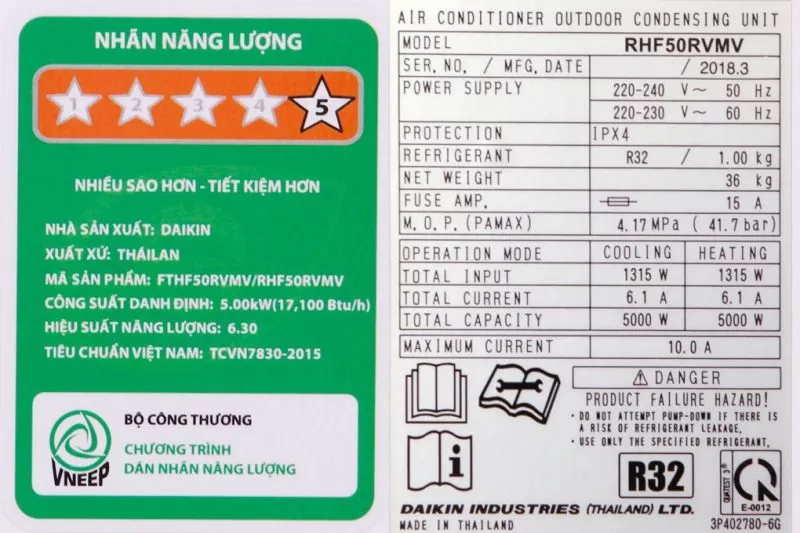 NHÃN NĂNG LƯỢNG
1 2 3 4 5
NHIỀU SAO HƠN - TIẾT KIỆM HƠN
NHÀ SẢN XUẤT: DAIKIN
XUẤT XỨ: THÁILAN
MÃ SẢN PHẨM: FTHF50RVMV/RHF50RVMV
CÔNG SUẤT DANH ĐỊNH: 5.00kW(17,100 Btu/h)
HIỆU SUẤT NĂNG LƯỢNG: 6.30
TIÊU CHUẨN VIỆT NAM: TCVN7830-2015
BỘ CÔNG THƯƠNG
CHƯƠNG TRÌNH
DÁN NHÃN NĂNG LƯỢNG
VNEEP
AIR CONDITIONER OUTDOOR CONDENSING UNIT
MODEL RHF50RVMV
SER. NO. / MFG. DATE / 2018.3
POWER SUPPLY 220-240 V~ 50 Hz
220-230 V~ 60 Hz
PROTECTION IPX4
REFRIGERANT R32 / 1.00 kg
NET WEIGHT 36 kg
FUSE AMP. 15 A
M. O. P. (PAMAX) 4.17 MPa ( 41.7 bar)
OPERATION MODE COOLING HEATING
TOTAL INPUT 1315 W 1315 W
TOTAL CURRENT 6.1 A 6.1 A
TOTAL CAPACITY 5000 W 5000 W
MAXIMUM CURRENT 10.0 A
⚠ DANGER
PRODUCT FAILURE HAZARD!
• DO NOT ATTEMPT PUMP-DOWN IF THERE IS
A RISK OF REFRIGERANT LEAKAGE.
• USE ONLY THE SPECIFIED REFRIGERANT.
i
R32
QUATEST 3®
E-0012
DAIKIN INDUSTRIES (THAILAND) LTD.
MADE IN THAILAND 3P402780-6G